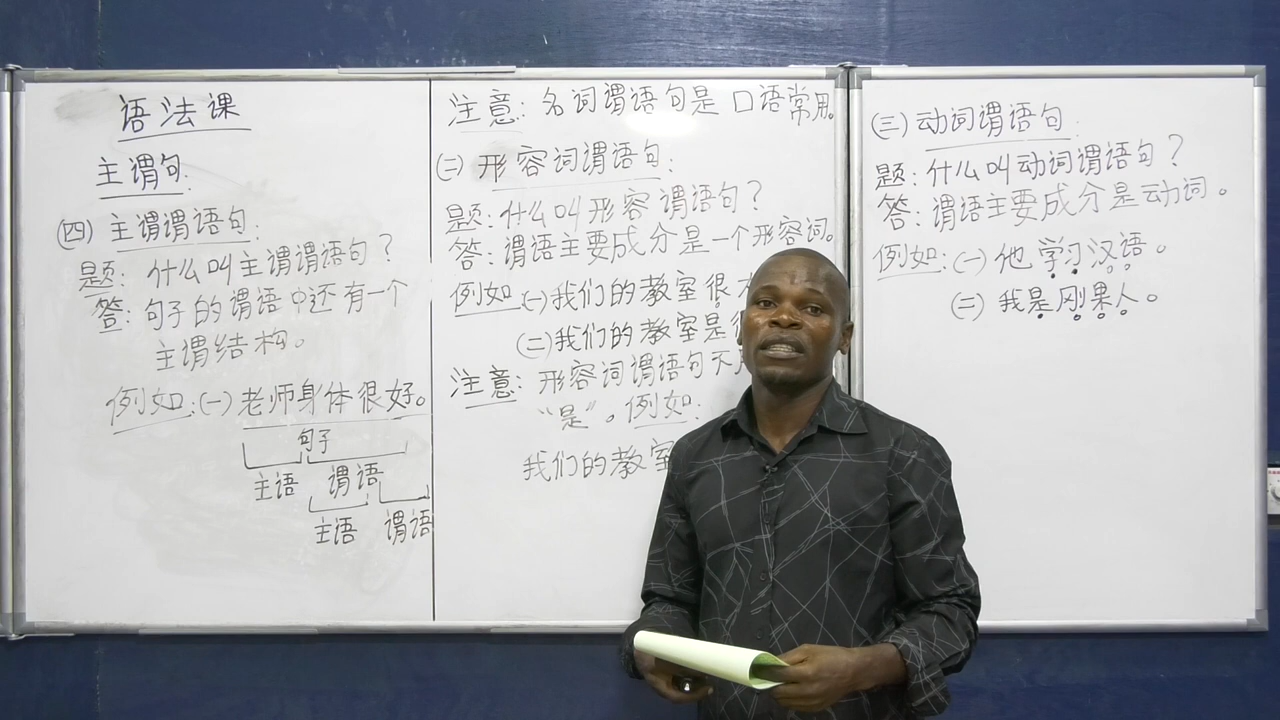 语法课
主谓句:
(四) 主谓谓语句:
题: 什么叫主谓谓语句?
答: 句子的谓语中还有一个
主谓结构。
例如:(一) 老师身体很好。
句子
主语 谓语
主语 谓语
注意: 名词谓语句是口语常用。
(二) 形容词谓语句:
题: 什么叫形容谓语句?
答: 谓语主要成分是一个形容词。
例如 (一) 我们的教室很
(二) 我们的教室是很
注意: 形容词谓语句不
“是”。例如:
我们的教室
(三) 动词谓语句:
题: 什么叫动词谓语句?
答: 谓语主要成分是动词。
例如: (一) 他学习汉语。
(二) 我是刚果人。